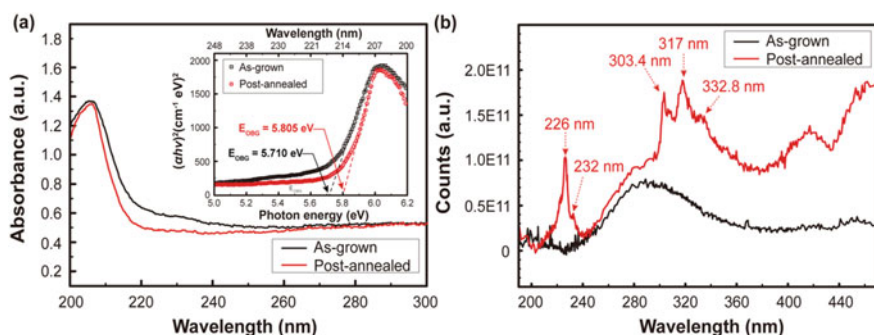 (a)
Absorbance (a.u.)
1.8
1.6
1.4
1.2
1.0
0.8
0.6
0.4
0.2
200
220
240
260
280
300
Wavelength (nm)
As-grown
Post-annealed
Wavelength (nm)
248
238
230
221
214
207
200
(αhν)²(cm⁻¹ eV)²
2000
1500
1000
500
0
As-grown
Post-annealed
E_OBG = 5.805 eV
E_OBG = 5.710 eV
5.0
5.2
5.4
5.6
5.8
6.0
6.2
Photon energy (eV)
(b)
Counts (a.u.)
2.0E11
1.5E11
1.0E11
0.5E11
0
As-grown
Post-annealed
317 nm
303.4 nm
332.8 nm
226 nm
232 nm
190
240
290
340
390
440
Wavelength (nm)